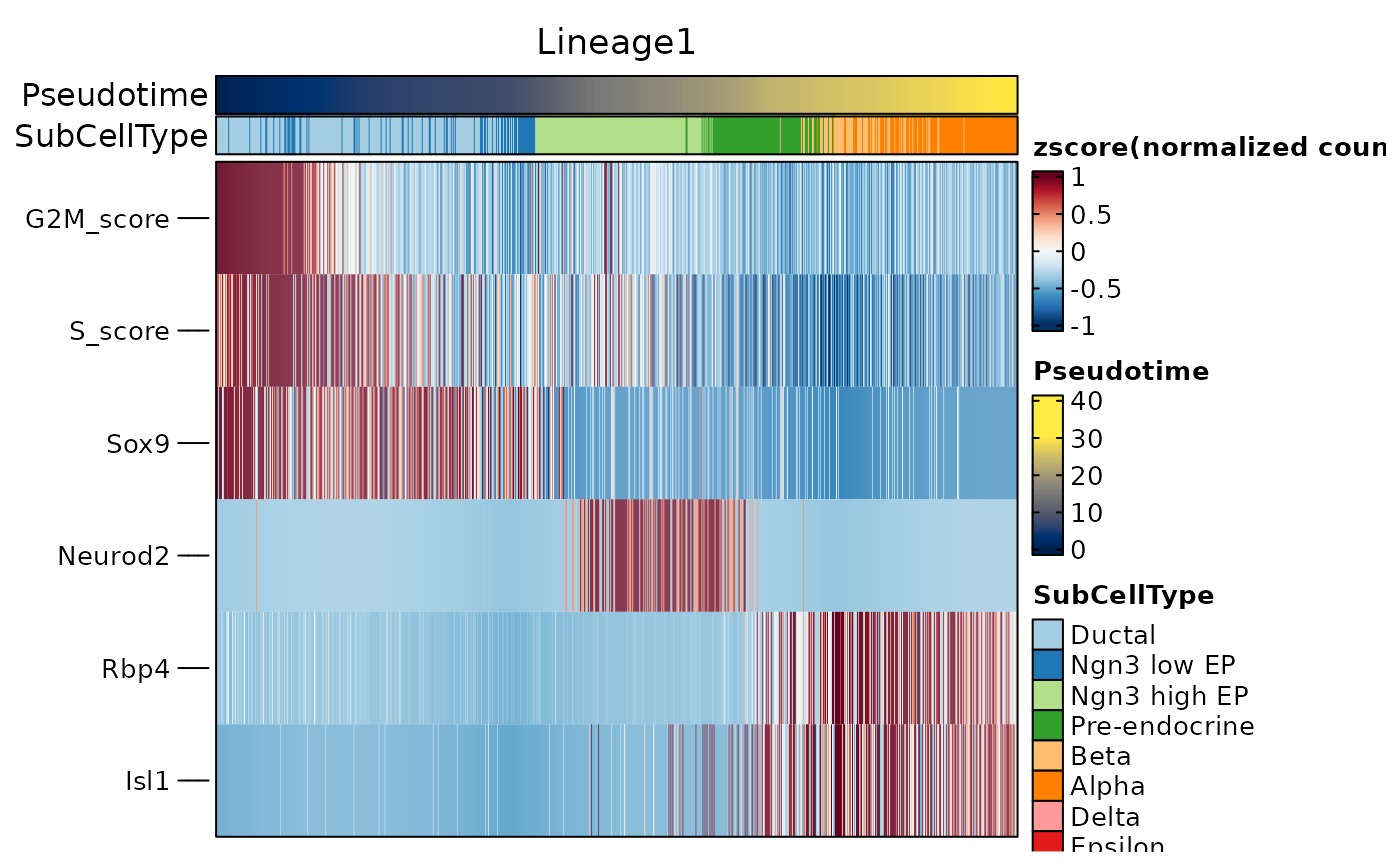 Lineage1
Pseudotime
SubCellType
G2M_score
S_score
Sox9
Neurod2
Rbp4
Isl1
zscore(normalized coun
1
0.5
0
-0.5
-1
Pseudotime
40
30
20
10
0
SubCellType
Ductal
Ngn3 low EP
Ngn3 high EP
Pre-endocrine
Beta
Alpha
Delta
Epsilon